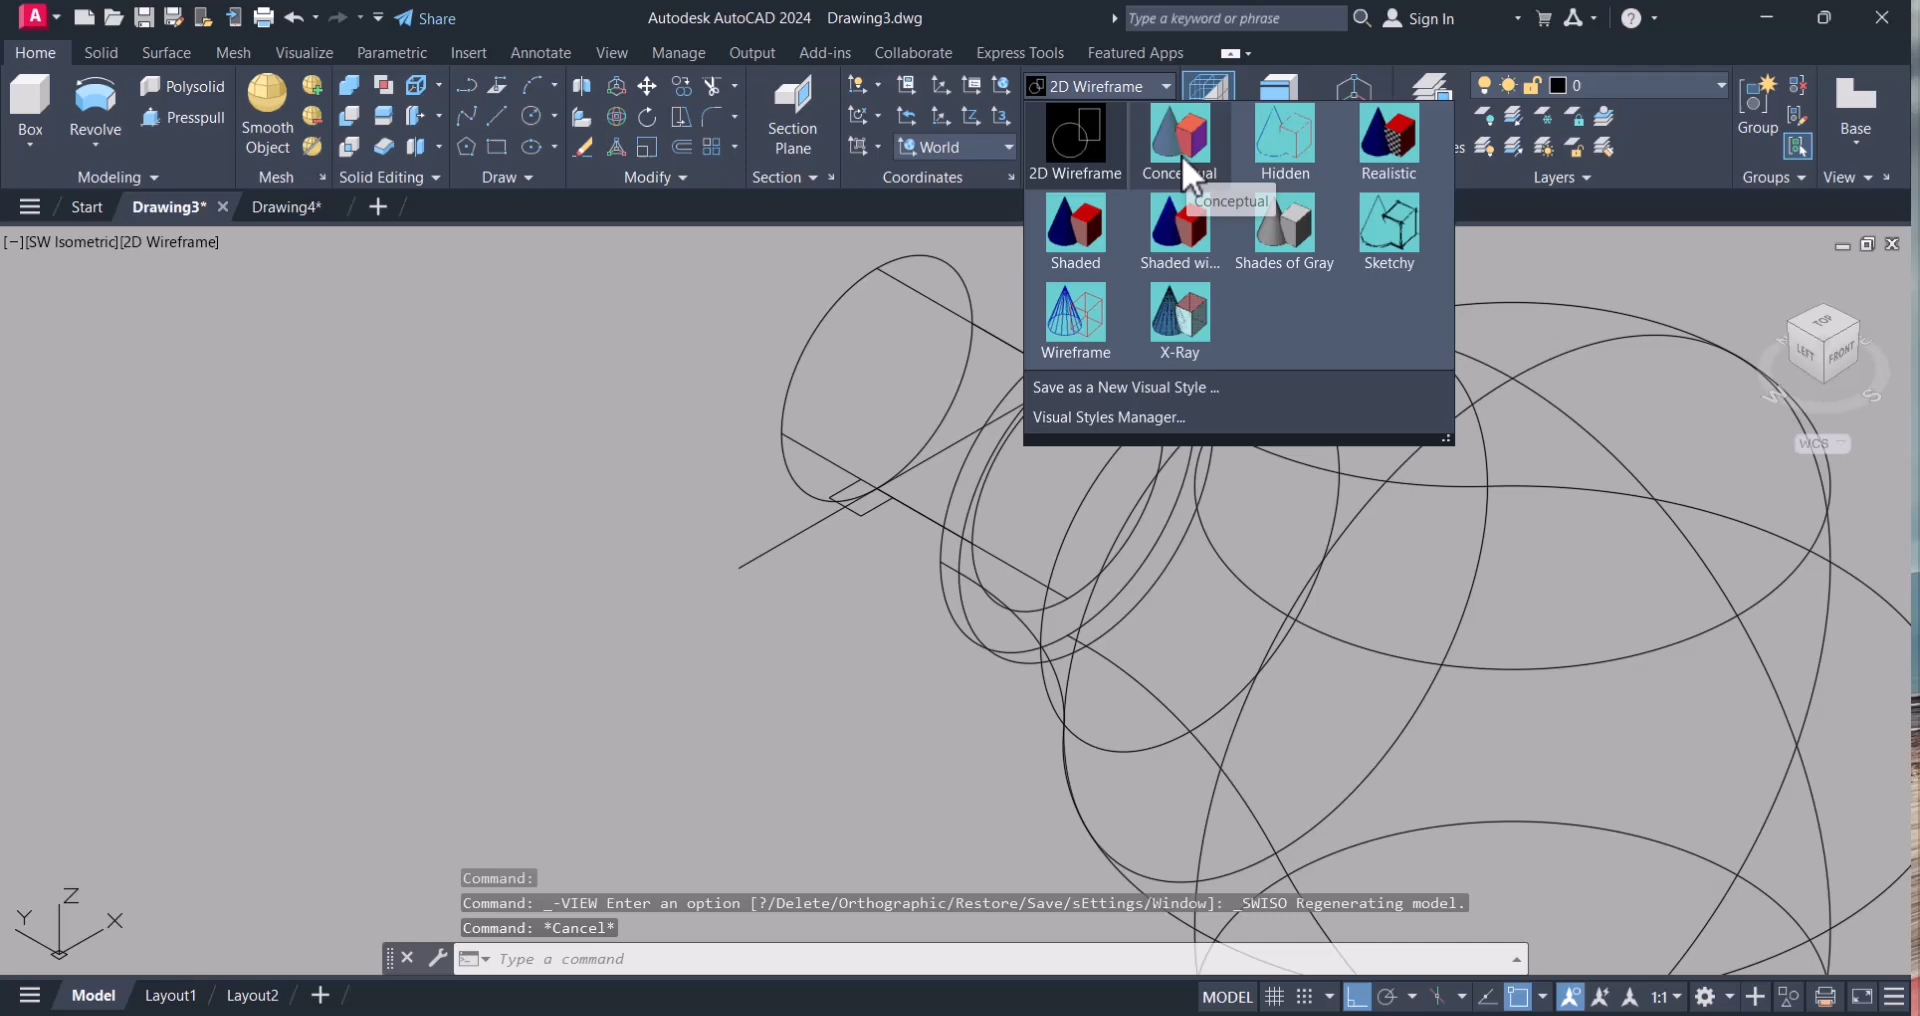 A
Share
Autodesk AutoCAD 2024 Drawing3.dwg
Type a keyword or phrase
Sign In
Home Solid Surface Mesh Visualize Parametric Insert Annotate View Manage Output Add-ins Collaborate Express Tools Featured Apps
Box
Revolve
Polysolid
Presspull
Smooth
Object
Section
Plane
World
2D Wireframe
0
Group
Base
Modeling
Mesh
Solid Editing
Draw
Modify
Section
Coordinates
Layers
Groups
View
2D Wireframe
Hidden
Realistic
Conceptual
Shaded
Shaded wi...
Shades of Gray
Sketchy
Wireframe
X-Ray
Save as a New Visual Style ...
Visual Styles Manager...
Start
Drawing3*
Drawing4*
[−][SW Isometric][2D Wireframe]
TOP
LEFT
FRONT
W
S
WCS
Z
Y
X
Command:
Command: _-VIEW Enter an option [?/Delete/Orthographic/Restore/Save/sEttings/Window]: _SWISO Regenerating model.
Command: *Cancel*
Type a command
Model
Layout1
Layout2
MODEL
1:1